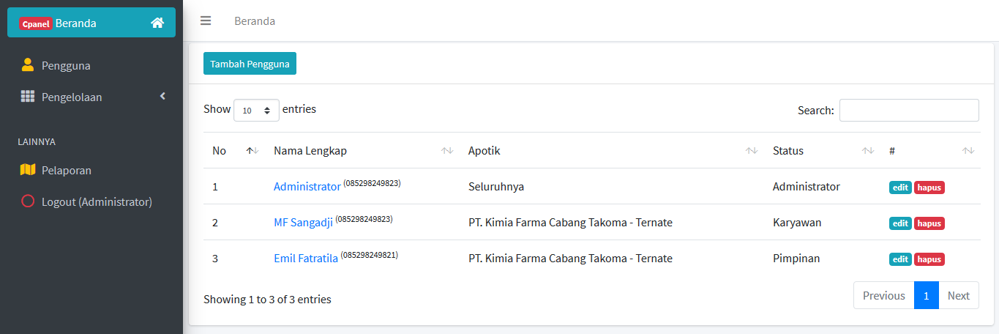 Cpanel Beranda
Pengguna
Pengelolaan
LAINNYA
Pelaporan
Logout (Administrator)
Beranda
Tambah Pengguna
Show 10 entries
Search:
No Nama Lengkap Apotik Status #
1 Administrator (085298249823) Seluruhnya Administrator edit hapus
2 MF Sangadji (085298249823) PT. Kimia Farma Cabang Takoma - Ternate Karyawan edit hapus
3 Emil Fatratila (085298249821) PT. Kimia Farma Cabang Takoma - Ternate Pimpinan edit hapus
Showing 1 to 3 of 3 entries
Previous 1 Next